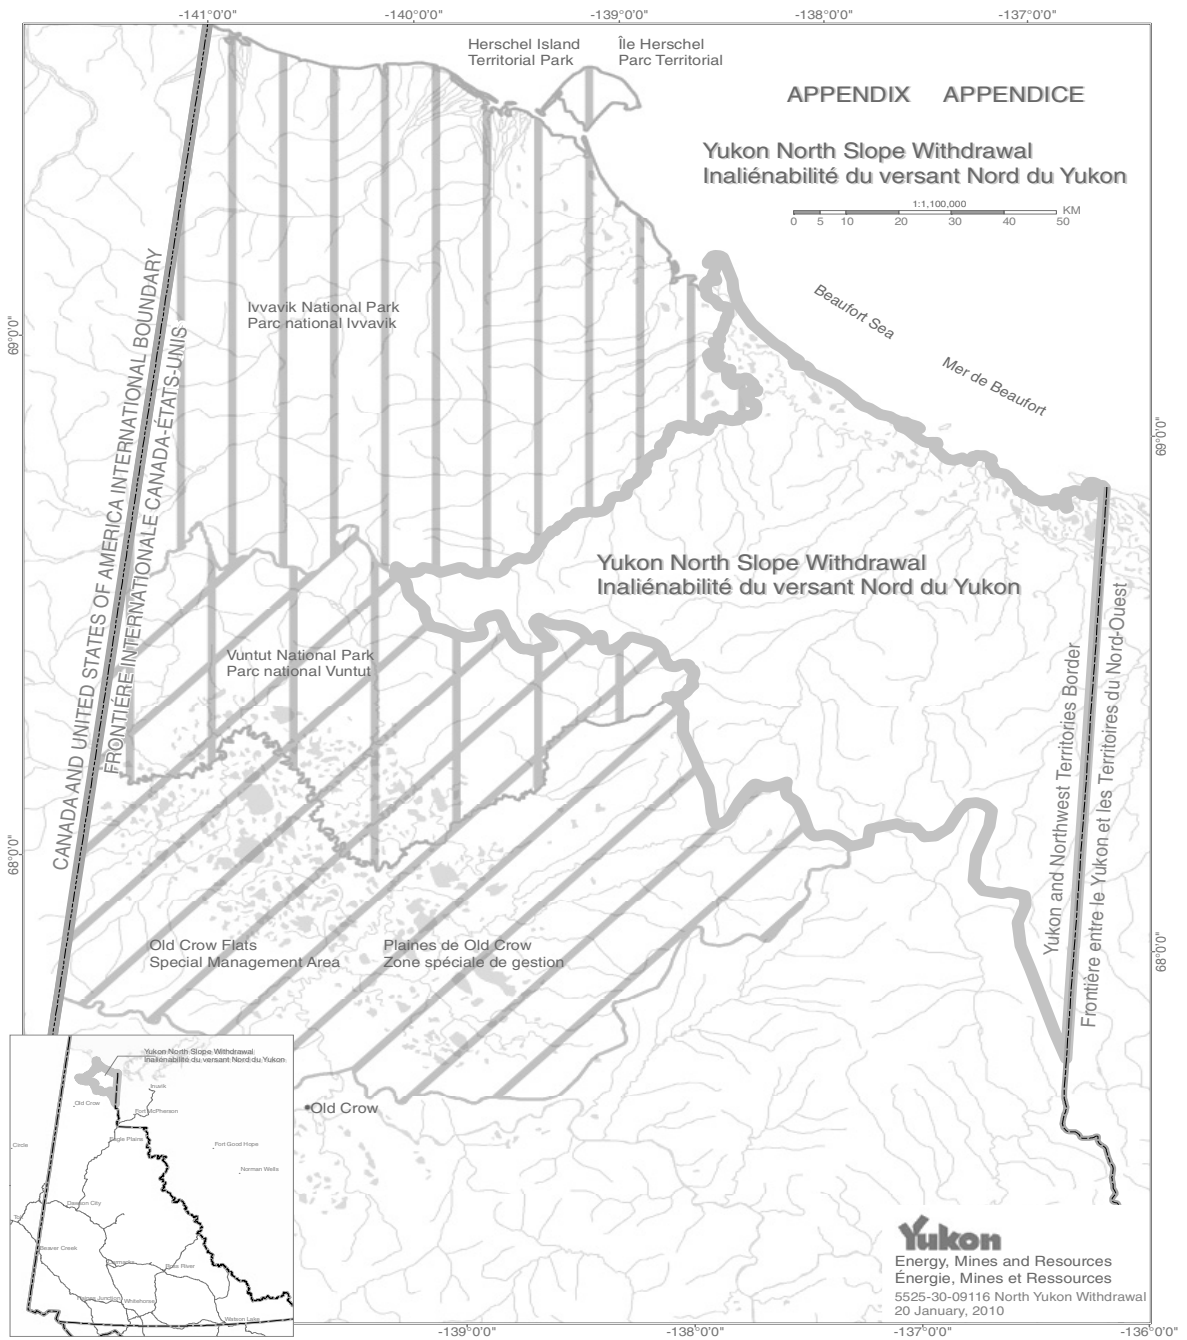 -141°0'0"
-140°0'0"
-139°0'0"
-138°0'0"
-137°0'0"
Herschel Island
Territorial Park
Île Herschel
Parc Territorial
APPENDIX APPENDICE
Yukon North Slope Withdrawal
Inaliénabilité du versant Nord du Yukon
1:1,100,000
0 5 10 20 30 40 50 KM
Beaufort Sea
Mer de Beaufort
69°0'0"
69°0'0"
Ivvavik National Park
Parc national Ivvavik
CANADA AND UNITED STATES OF AMERICA INTERNATIONAL BOUNDARY
FRONTIÉRE INTERNATIONALE CANADA-ÉTATS-UNIS
Yukon North Slope Withdrawal
Inaliénabilité du versant Nord du Yukon
Vuntut National Park
Parc national Vuntut
Yukon and Northwest Territories Border
Frontière entre le Yukon et les Territoires du Nord-Ouest
68°0'0"
68°0'0"
Old Crow Flats
Special Management Area
Plaines de Old Crow
Zone spéciale de gestion
Old Crow
Yukon North Slope Withdrawal
Inaliénabilité du versant Nord du Yukon
Inuvik
Old Crow
Fort McPherson
Eagle Plains
Circle
Fort Good Hope
Norman Wells
Dawson City
Tok
Beaver Creek
Carmacks
Ross River
Haines Junction
Whitehorse
Watson Lake
Yukon
Energy, Mines and Resources
Énergie, Mines et Ressources
5525-30-09116 North Yukon Withdrawal
20 January, 2010
-139°0'0"
-138°0'0"
-137°0'0"
-136°0'0"